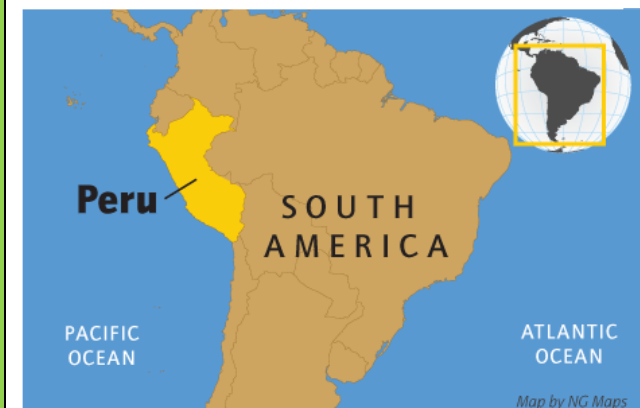 Peru
SOUTH
AMERICA
PACIFIC
OCEAN
ATLANTIC
OCEAN
Map by NG Maps